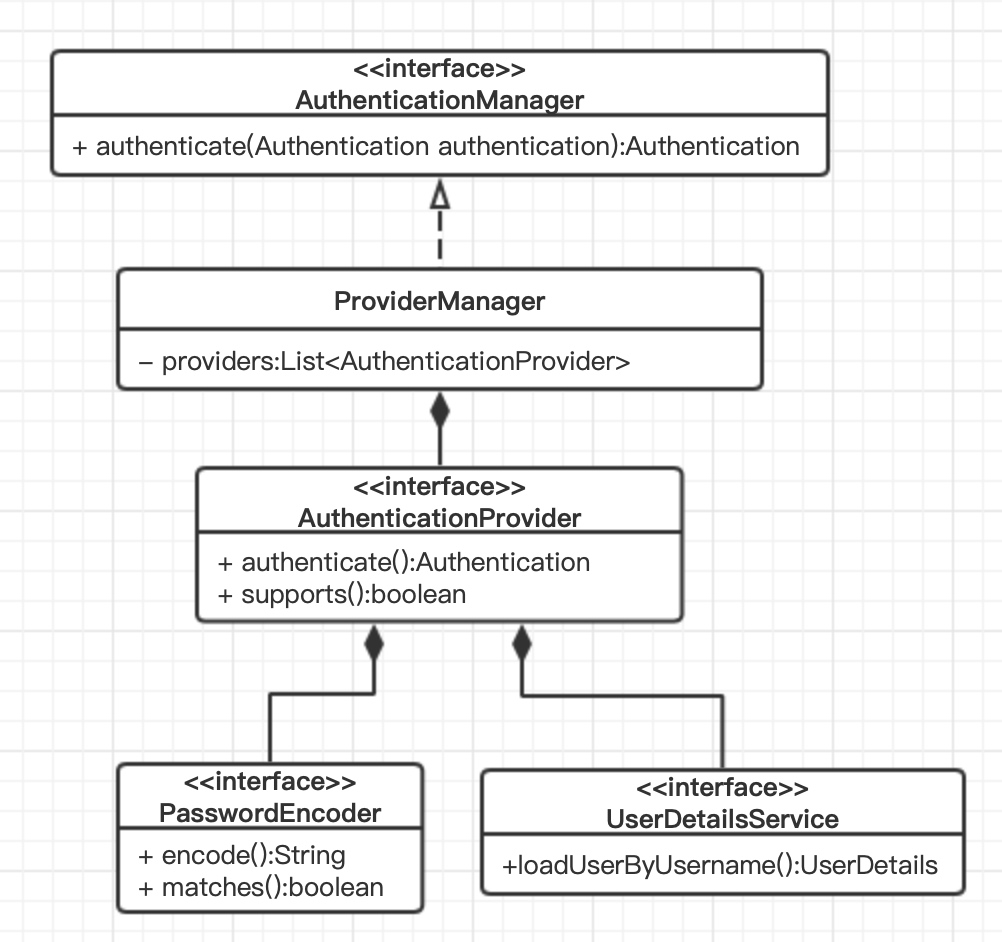 <<interface>>
AuthenticationManager
+ authenticate(Authentication authentication):Authentication
ProviderManager
− providers:List<AuthenticationProvider>
<<interface>>
AuthenticationProvider
+ authenticate():Authentication
+ supports():boolean
<<interface>>
PasswordEncoder
+ encode():String
+ matches():boolean
<<interface>>
UserDetailsService
+loadUserByUsername():UserDetails